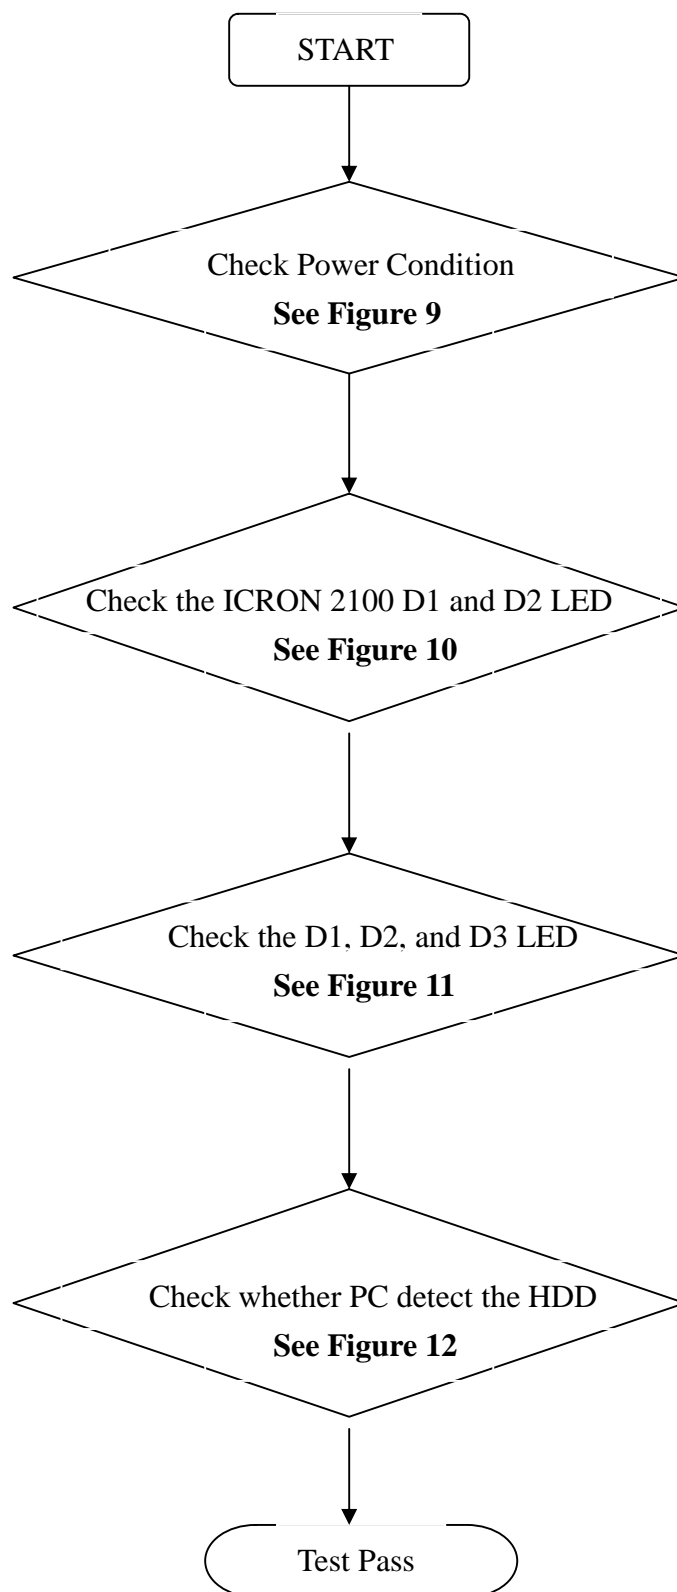 START
Check Power Condition
See Figure 9
Check the ICRON 2100 D1 and D2 LED
See Figure 10
Check the D1, D2, and D3 LED
See Figure 11
Check whether PC detect the HDD
See Figure 12
Test Pass